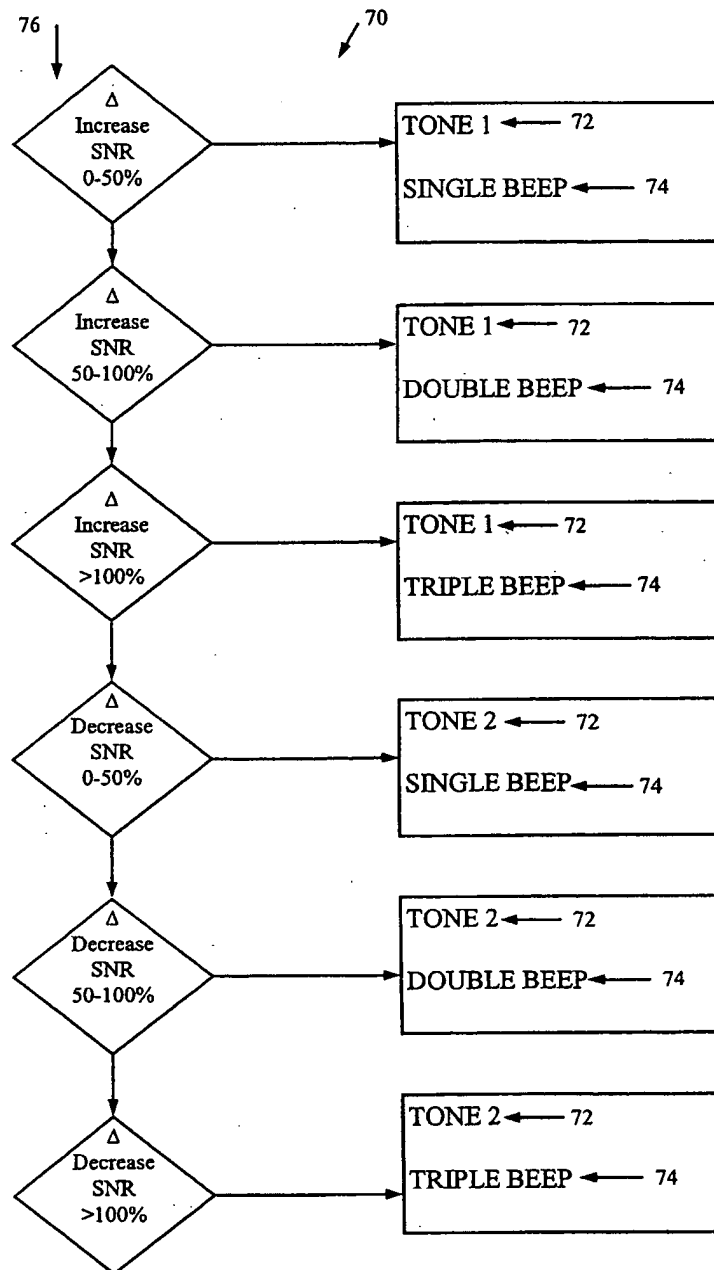 76
70
Δ
Increase
SNR
0-50%
TONE 1 72
SINGLE BEEP 74
Δ
Increase
SNR
50-100%
TONE 1 72
DOUBLE BEEP 74
Δ
Increase
SNR
>100%
TONE 1 72
TRIPLE BEEP 74
Δ
Decrease
SNR
0-50%
TONE 2 72
SINGLE BEEP 74
Δ
Decrease
SNR
50-100%
TONE 2 72
DOUBLE BEEP 74
Δ
Decrease
SNR
>100%
TONE 2 72
TRIPLE BEEP 74